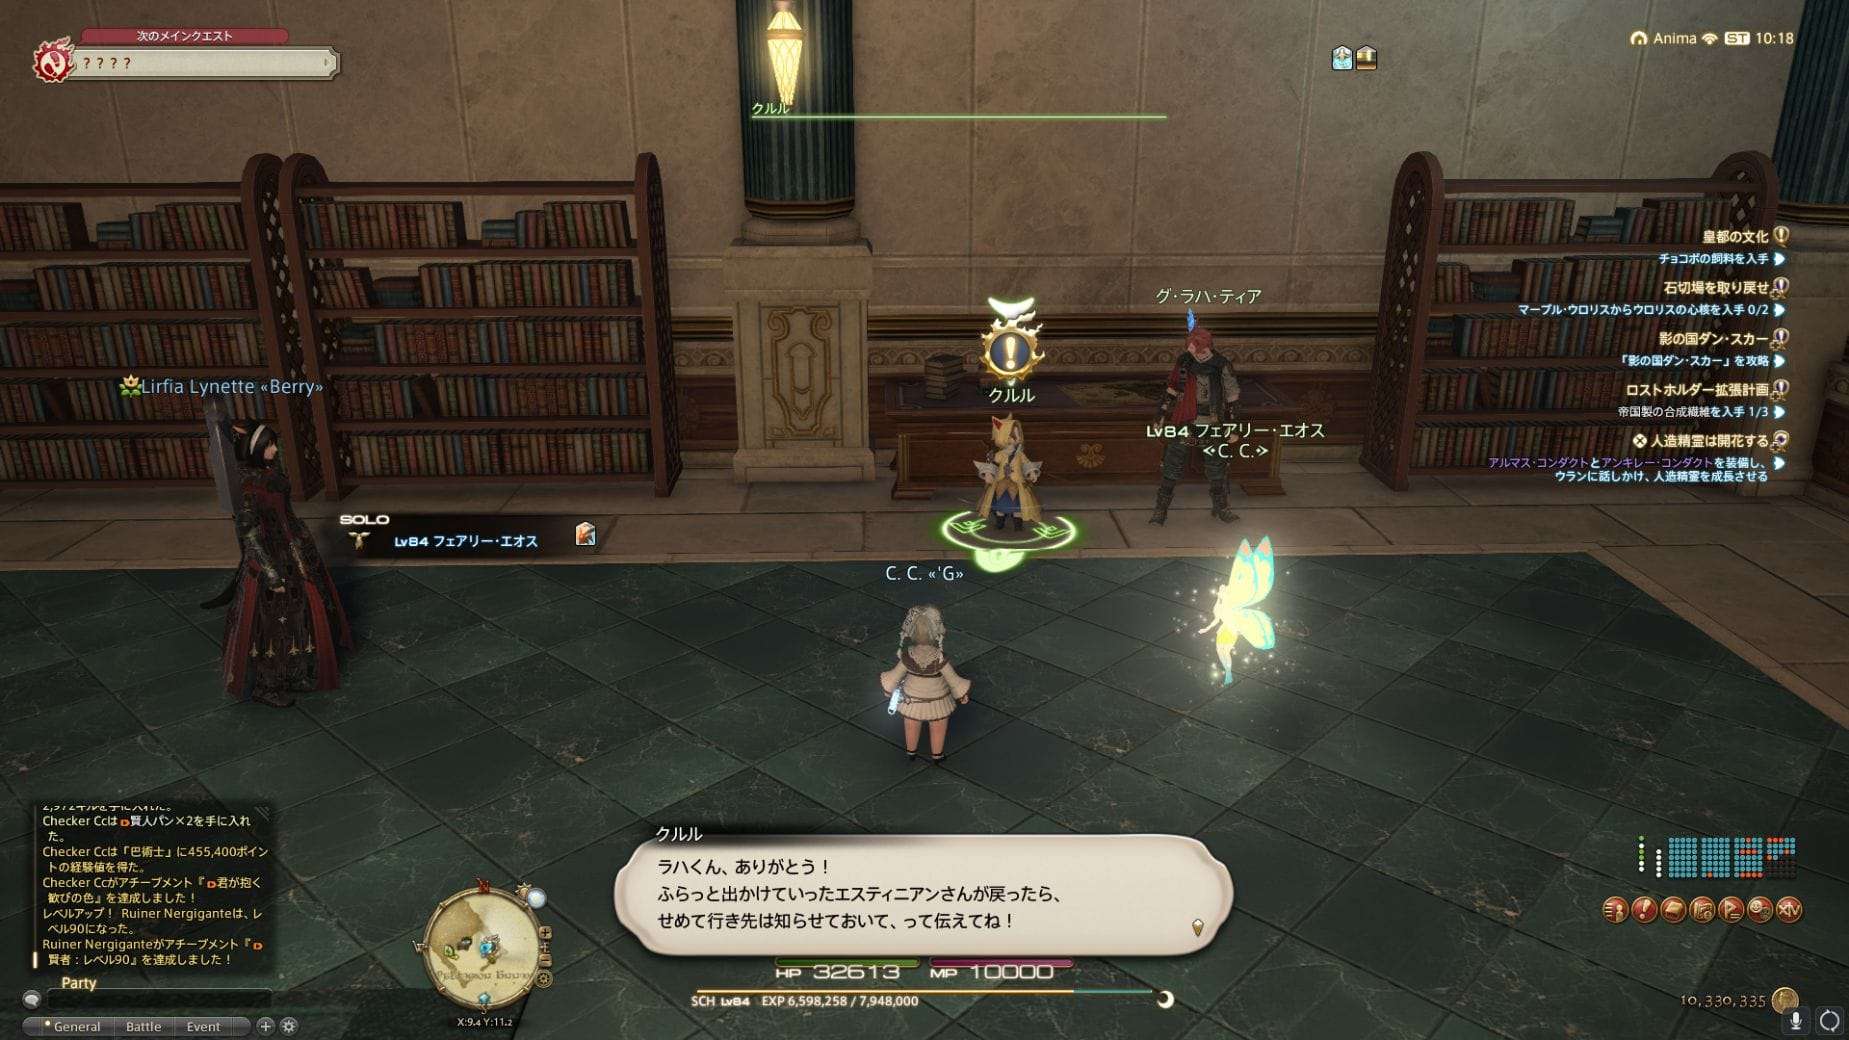 次のメインクエスト
????
Anima ST 10:18
クルル
皇都の文化
チョコボの飼料を入手
石切場を取り戻せ
マーブル・ウロリスからウロリスの心核を入手 0/2
影の国ダン・スカー
「影の国ダン・スカー」を攻略
ロストホルダー拡張計画
帝国製の合成繊維を入手 1/3
人造精霊は開花する
アルマス・コンダクトとアンキレー・コンダクトを装備し、
ウランに話しかけ、人造精霊を成長させる
グ・ラハ・ティア
クルル
Lirfia Lynette «Berry»
Lv84 フェアリー・エオス
<C. C.>
SOLO
Lv84 フェアリー・エオス
C. C. «'G»
2,972ギルを手に入れた。
Checker Ccは賢人パン×2を手に入れ
た。
Checker Ccは「巴術士」に455,400ポイン
トの経験値を得た。
Checker Ccがアチーブメント『君が抱く
歓びの色』を達成しました！
レベルアップ！ Ruiner Nergiganteは、レ
ベル90になった。
Ruiner Nergiganteがアチーブメント『
賢者：レベル90』を達成しました！
Party
General Battle Event
X:9.4 Y:11.2
クルル
ラハくん、ありがとう！
ふらっと出かけていったエスティニアンさんが戻ったら、
せめて行き先は知らせておいて、って伝えてね！
HP 32613 MP 10000
SCH Lv84 EXP 6,598,258 / 7,948,000
XIV
10,330,335